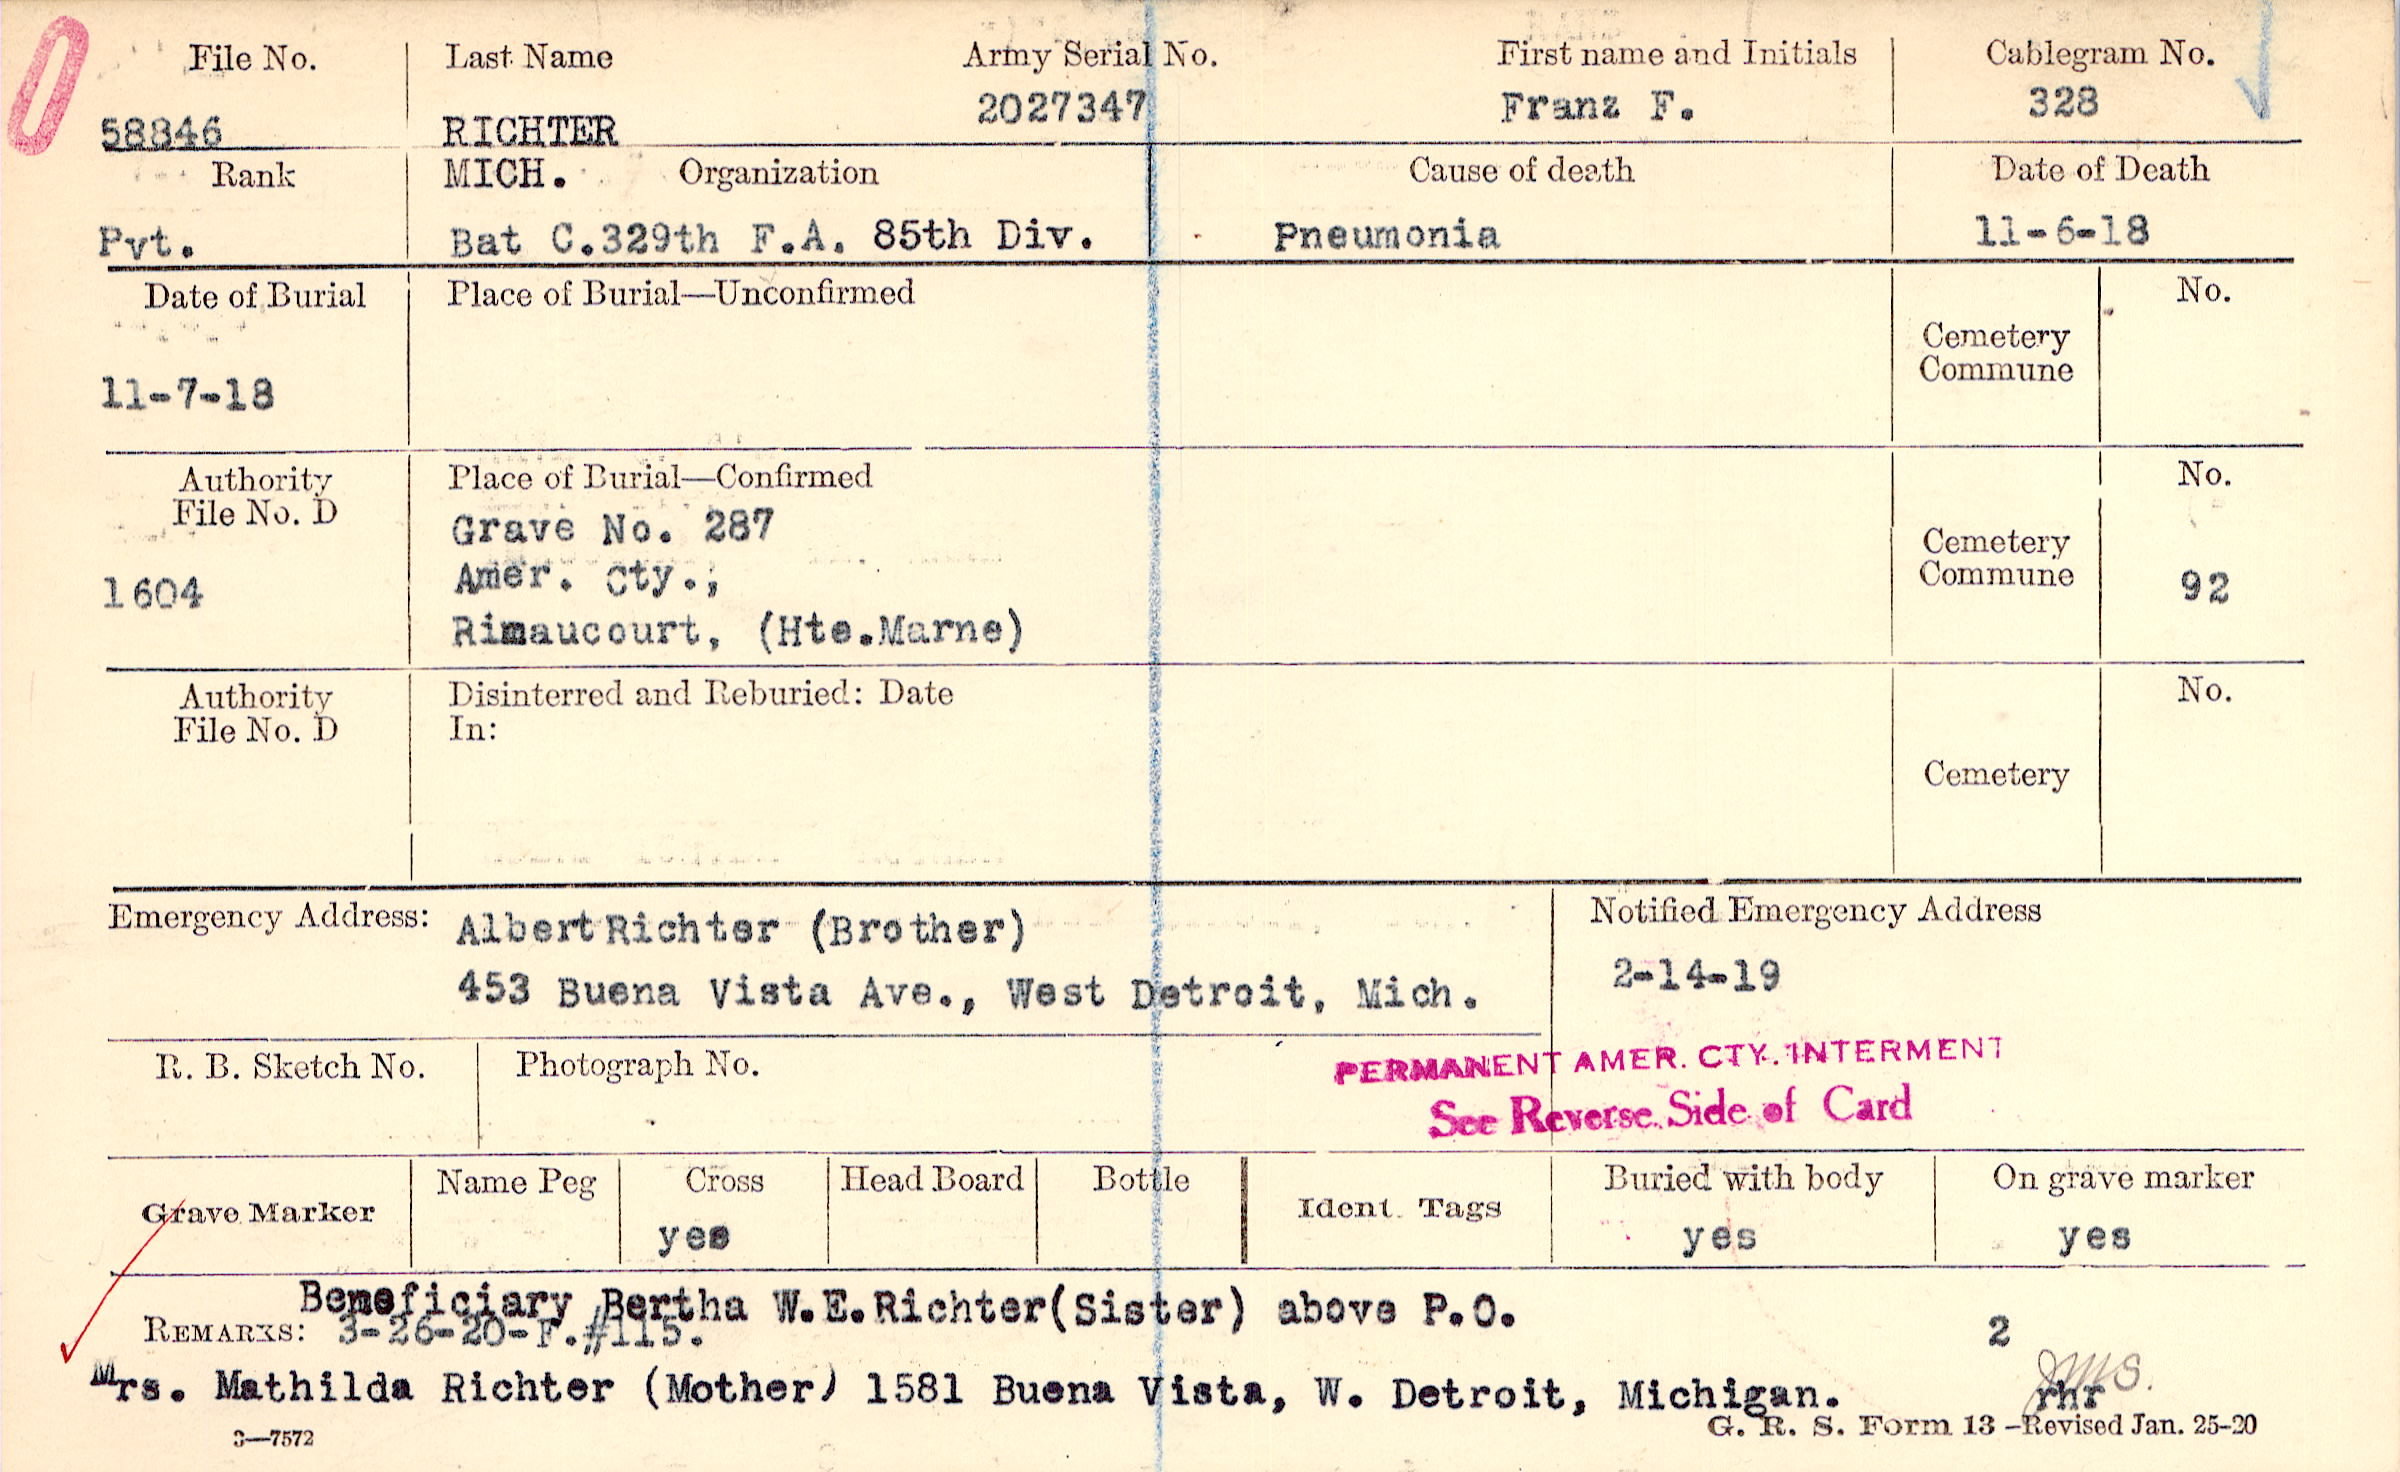 File No. Last Name Army Serial No. First name and Initials Cablegram No.
58846 RICHTER 2027347 Franz F. 328
Rank MICH. Organization Cause of death Date of Death
Pvt. Bat C.329th F.A. 85th Div. Pneumonia 11-6-18
Date of Burial Place of Burial—Unconfirmed No.
Cemetery
Commune
11-7-18
Authority Place of Burial—Confirmed No.
File No. D
Grave No. 287
Cemetery
Amer. Cty.,
Commune
1604 92
Rimaucourt, (Hte.Marne)
Authority Disinterred and Reburied: Date No.
File No. D In:
Cemetery
Emergency Address: Albert Richter (Brother) Notified Emergency Address
453 Buena Vista Ave., West Detroit, Mich. 2-14-19
R. B. Sketch No. Photograph No.
PERMANENT AMER. CTY. INTERMENT
See Reverse Side of Card
Grave Marker Name Peg Cross Head Board Bottle Ident. Tags Buried with body On grave marker
yes yes yes
Beneficiary Bertha W.E.Richter(Sister) above P.O.
REMARKS: 3-26-20-F.#115. 2
Mrs. Mathilda Richter (Mother) 1581 Buena Vista, W. Detroit, Michigan. rhr
JMS.
3—7572 G. R. S. Form 13 —Revised Jan. 25-20